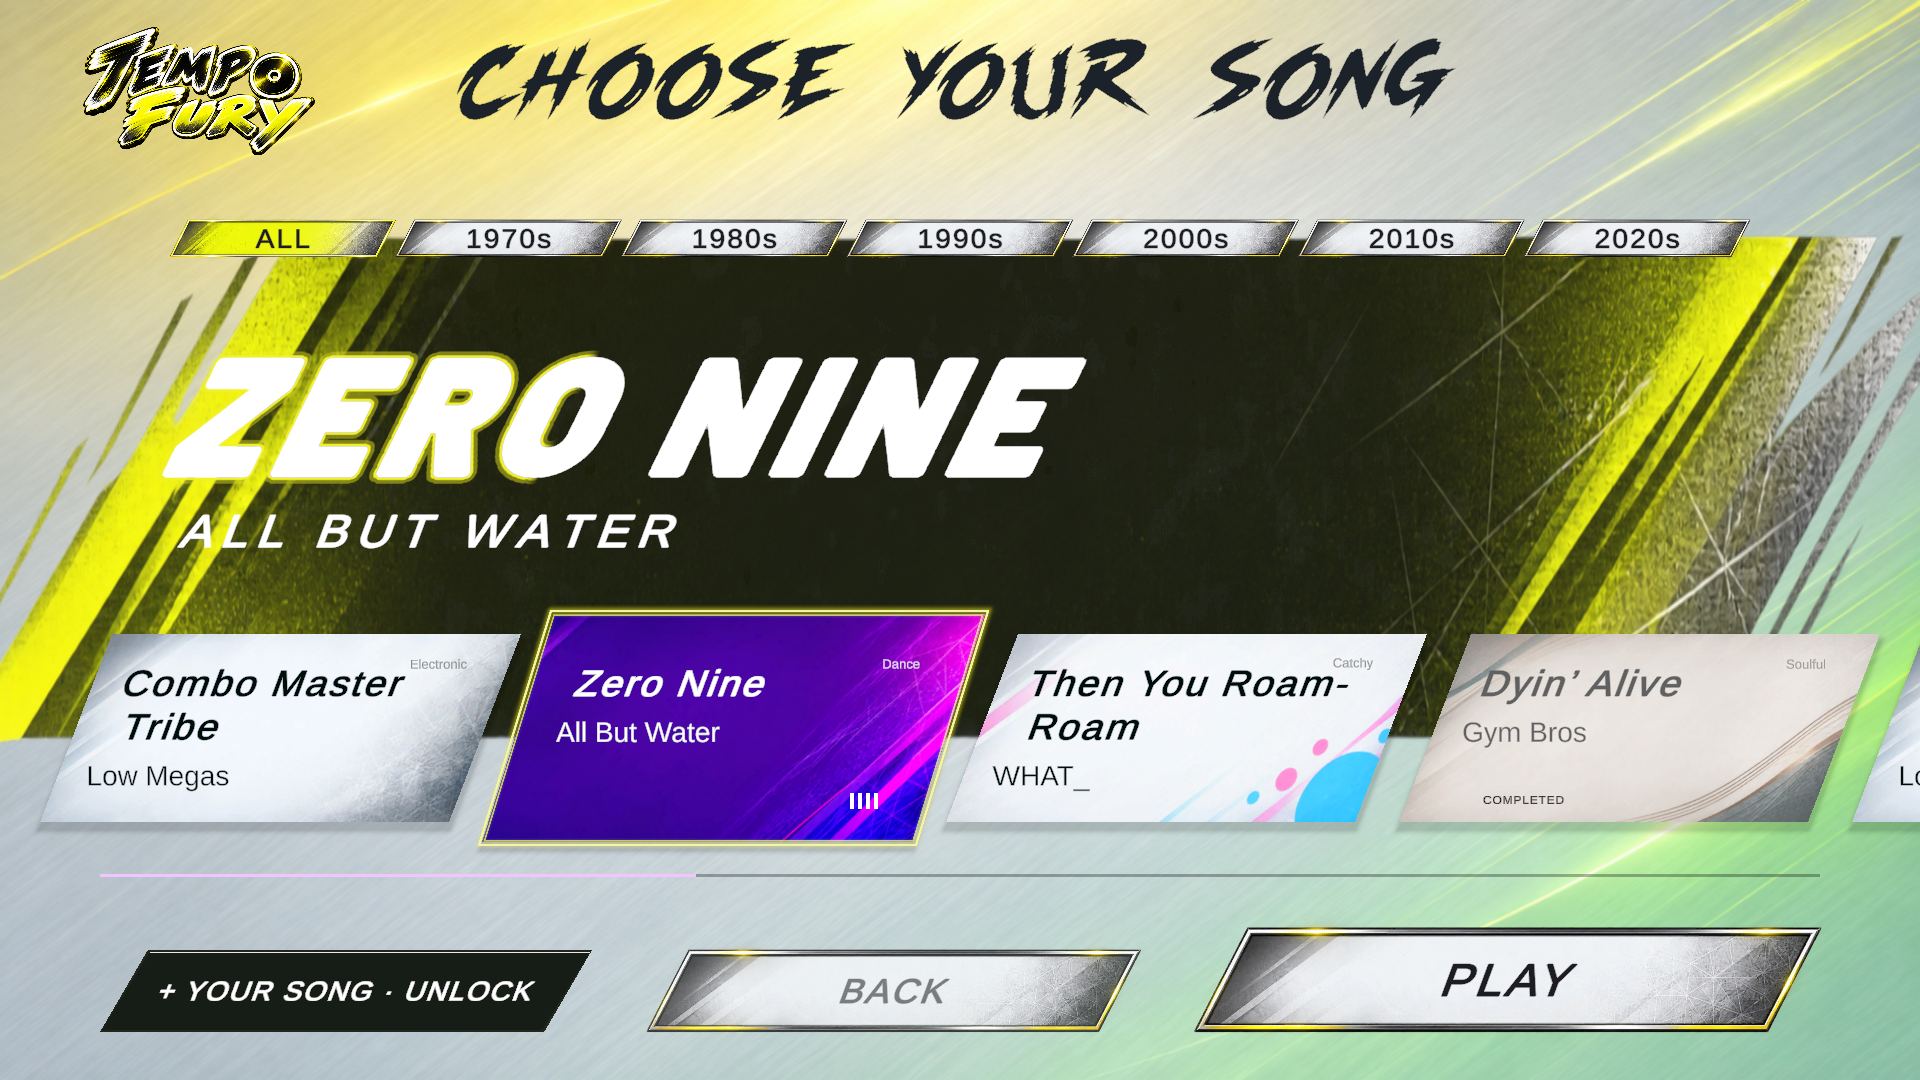 TEMPO
FURY
CHOOSE YOUR SONG
ALL
1970s
1980s
1990s
2000s
2010s
2020s
ZERO NINE
ALL BUT WATER
Electronic
Combo Master
Tribe
Low Megas
Dance
Zero Nine
All But Water
Catchy
Then You Roam-
Roam
WHAT_
Soulful
Dyin’ Alive
Gym Bros
COMPLETED
+ YOUR SONG · UNLOCK
BACK
PLAY